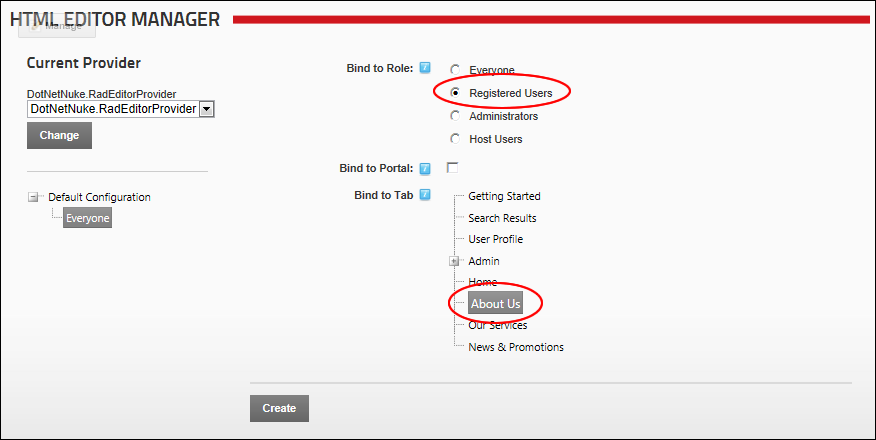 HTML EDITOR MANAGER
Manage
Current Provider
DotNetNuke.RadEditorProvider
DotNetNuke.RadEditorProvider
Change
Default Configuration
Everyone
Bind to Role:
Everyone
Registered Users
Administrators
Host Users
Bind to Portal:
Bind to Tab
Getting Started
Search Results
User Profile
Admin
Home
About Us
Our Services
News & Promotions
Create